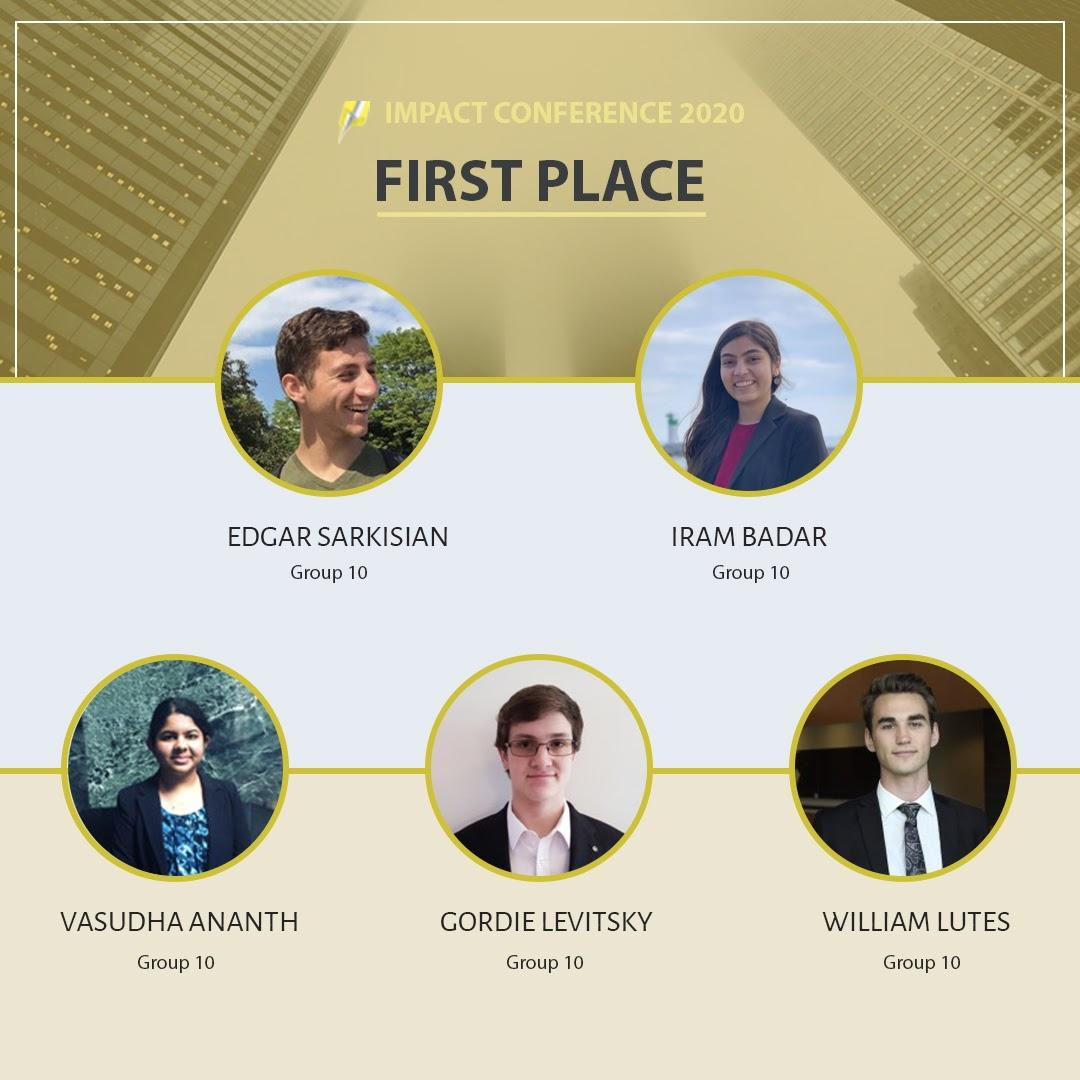 IMPACT CONFERENCE 2020
FIRST PLACE
EDGAR SARKISIAN
Group 10
IRAM BADAR
Group 10
VASUDHA ANANTH
Group 10
GORDIE LEVITSKY
Group 10
WILLIAM LUTES
Group 10